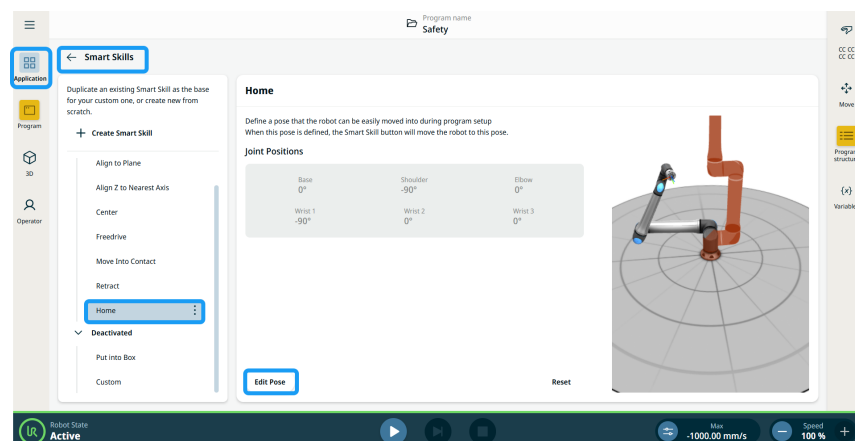 Program name
Safety
Application
Program
3D
Operator
Smart Skills
Duplicate an existing Smart Skill as the base
for your custom one, or create new from
scratch.
Create Smart Skill
Align to Plane
Align Z to Nearest Axis
Center
Freedrive
Move Into Contact
Retract
Home
Deactivated
Put into Box
Custom
Home
Define a pose that the robot can be easily moved into during program setup
When this pose is defined, the Smart Skill button will move the robot to this pose.
Joint Positions
Base Shoulder Elbow
0° -90° 0°
Wrist 1 Wrist 2 Wrist 3
-90° 0° 0°
Edit Pose Reset
CC CC
CC CC
Move
Program
structure
{x}
Variable
Robot State
Active
Max
-1000.00 mm/s
Speed
100 %